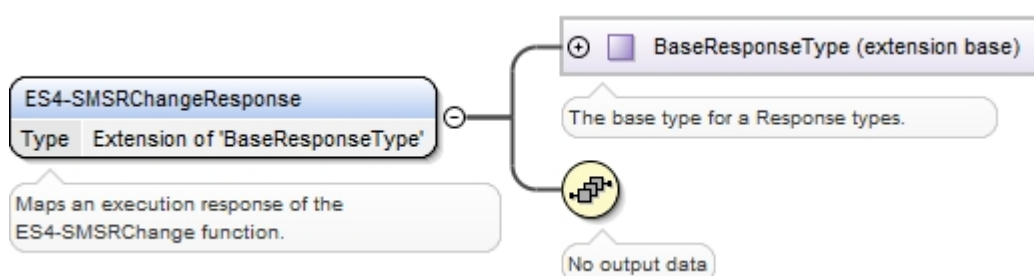 BaseResponseType (extension base)
ES4-SMSRChangeResponse
Type Extension of 'BaseResponseType'
The base type for a Response types.
Maps an execution response of the
ES4-SMSRChange function.
No output data